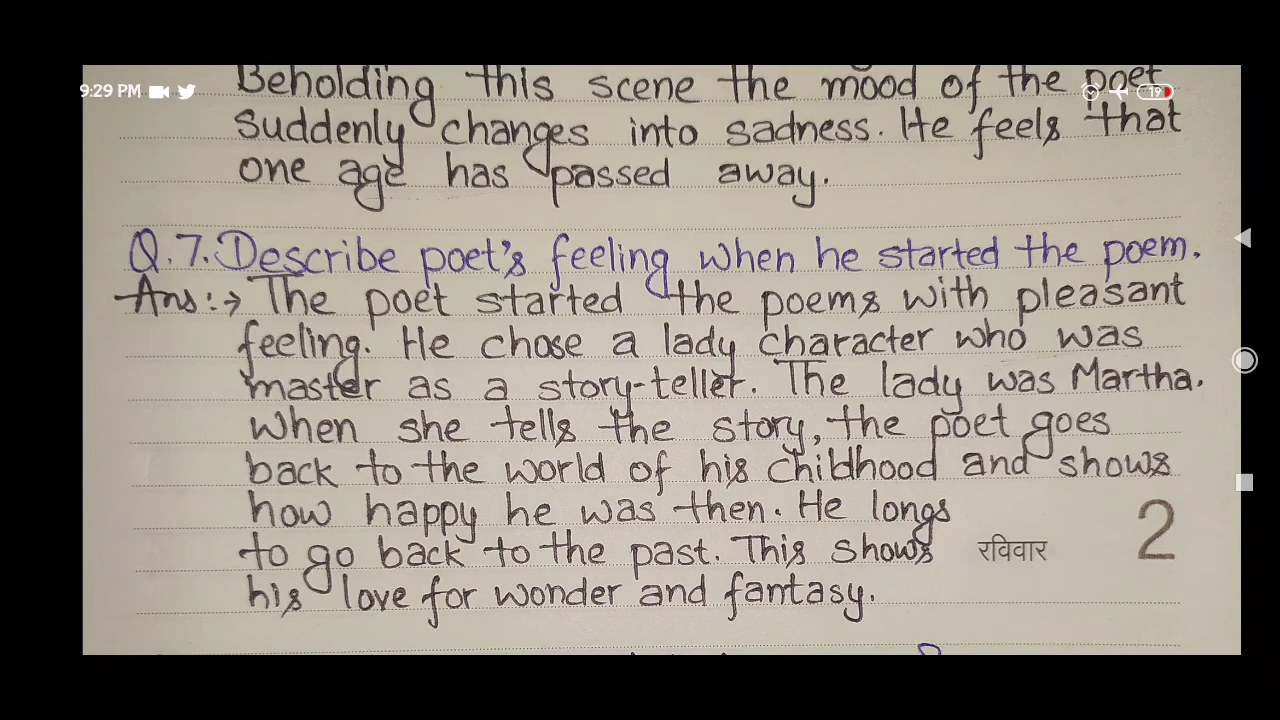 Beholding this scene the mood of the poet
9:29 PM
19
suddenly changes into sadness. He feels that
one age has passed away.
Q.7. Describe poet's feeling when he started the poem.
Ans:→ The poet started the poems with pleasant
feeling. He chose a lady character who was
master as a story-teller. The lady was Martha.
When she tells the story, the poet goes
back to the world of his childhood and shows
how happy he was then. He longs
to go back to the past. This shows
his love for wonder and fantasy.
रविवार 2